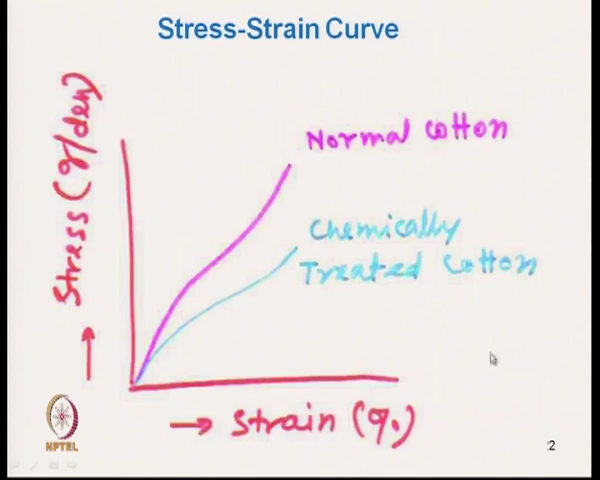 Stress-Strain Curve
Stress (g/den)
Normal cotton
Chemically
Treated Cotton
Strain (%)
NPTEL
2